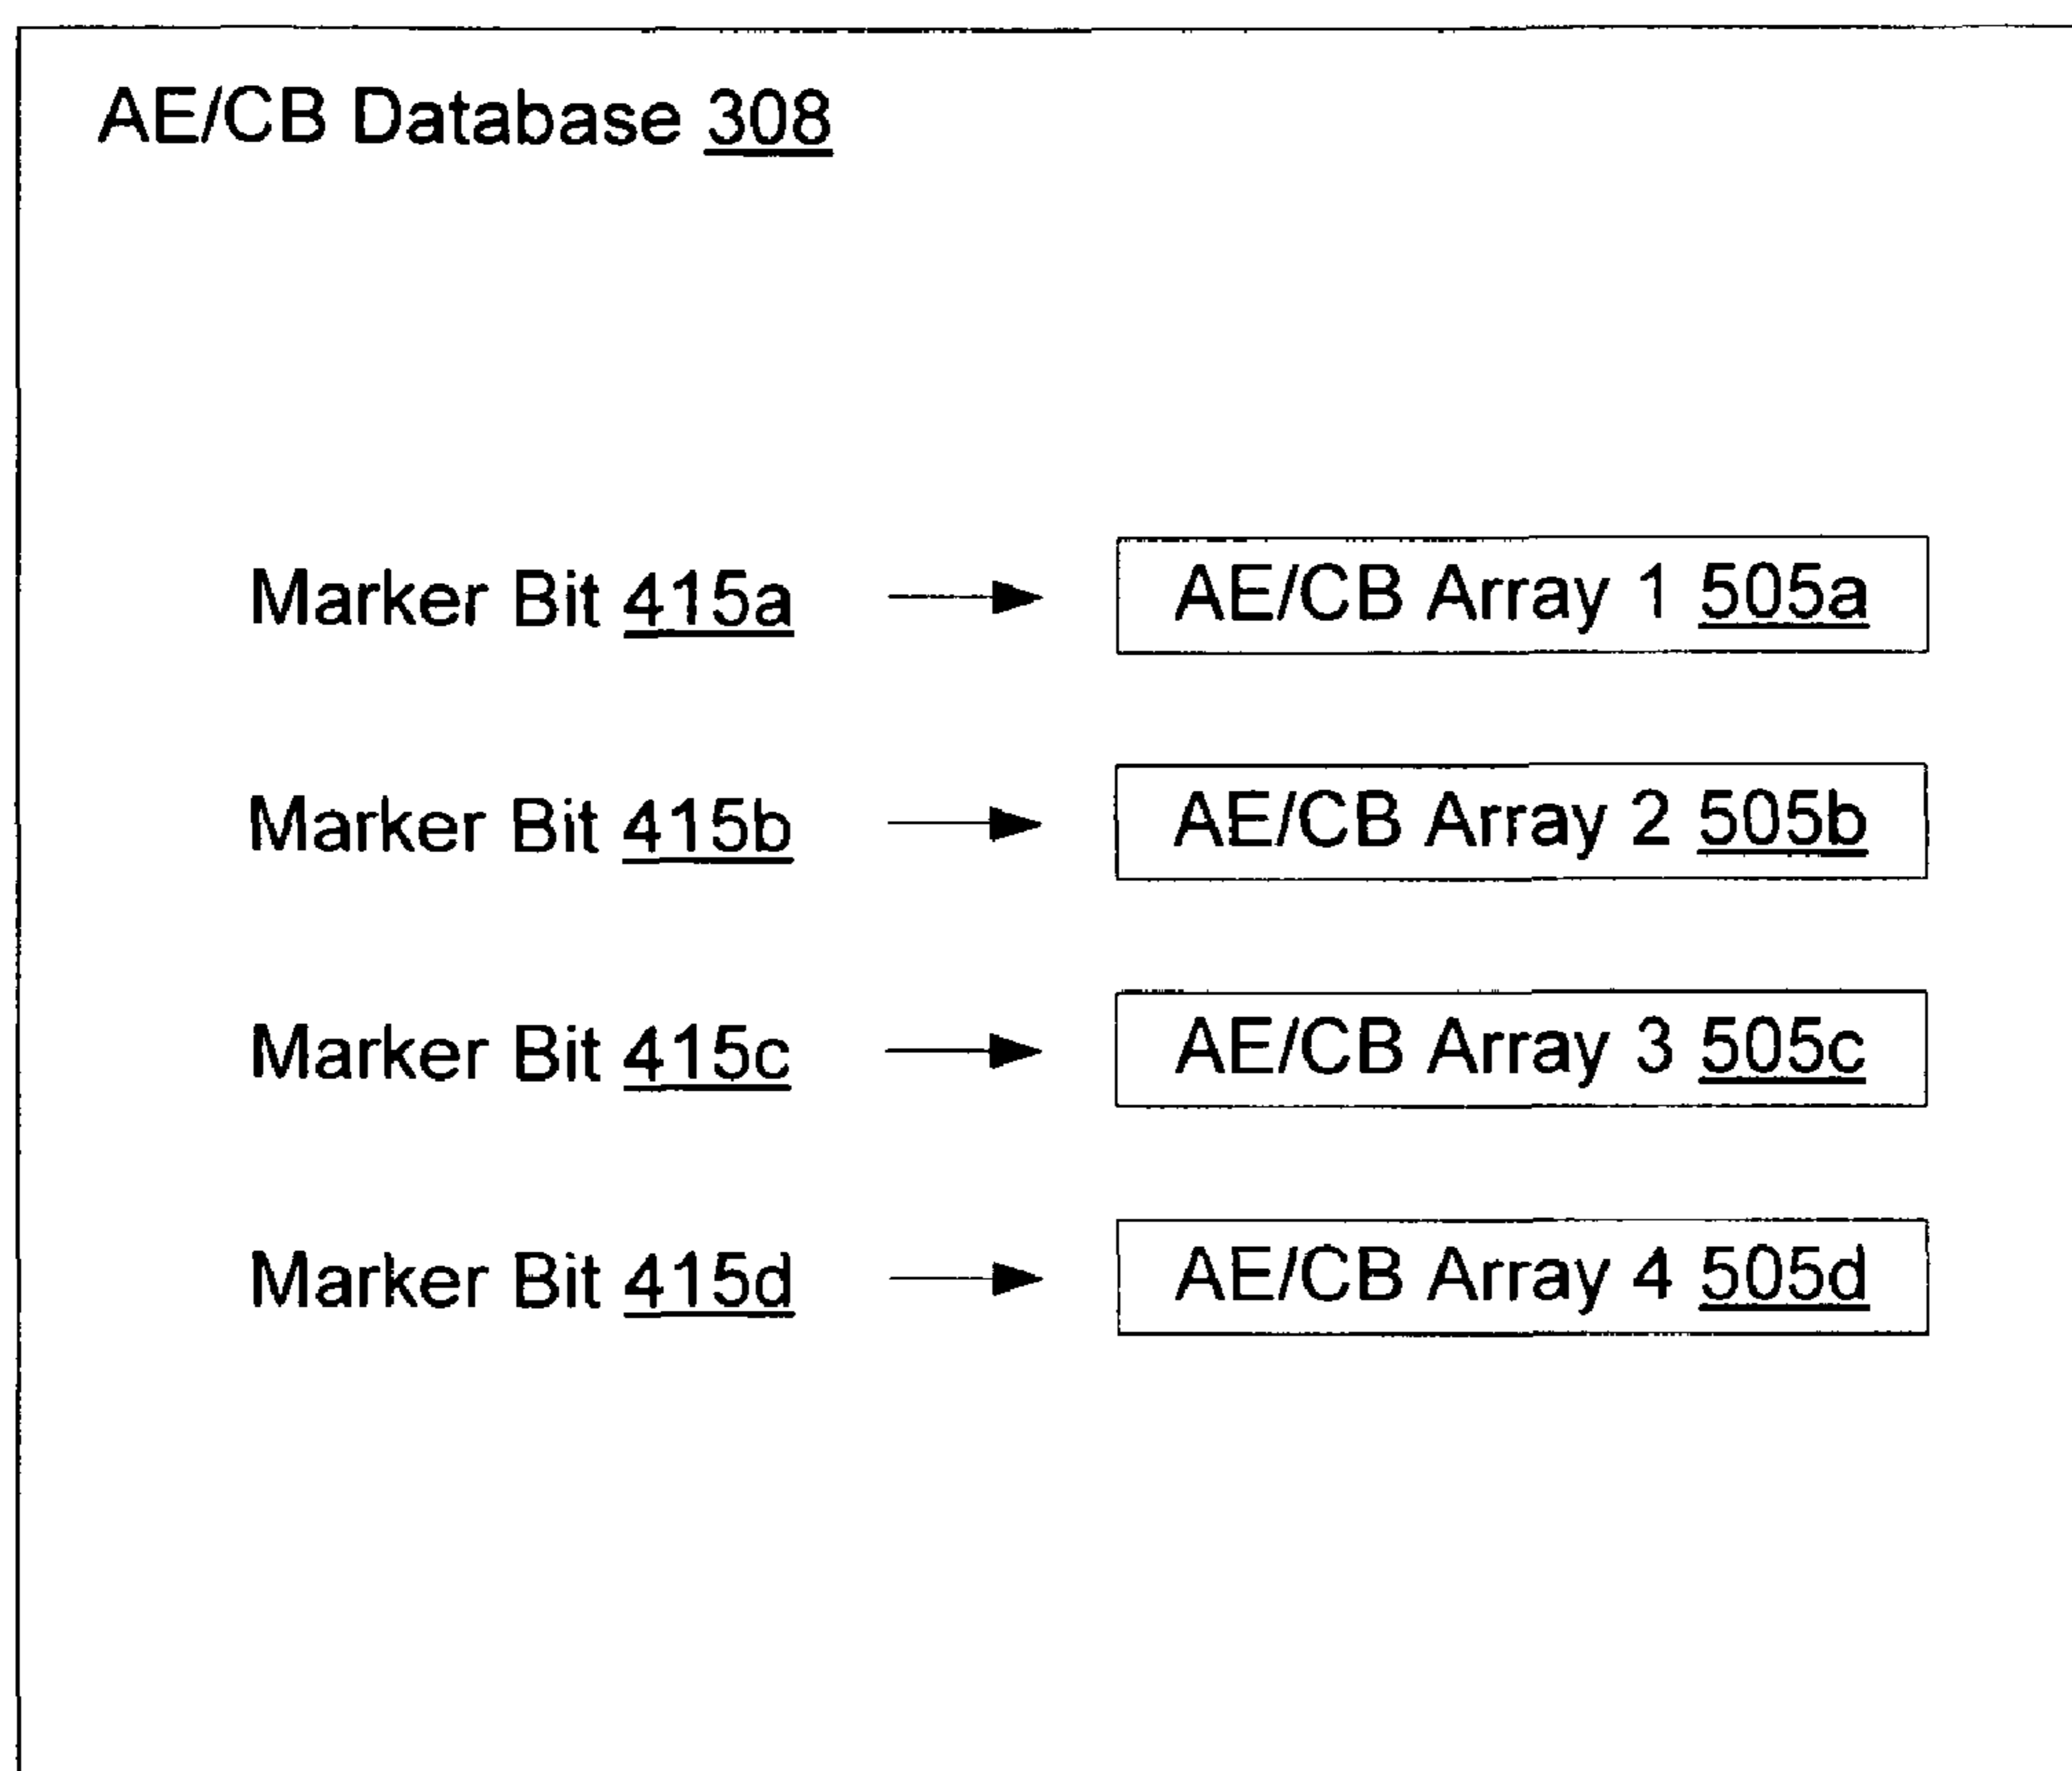 AE/CB Database 308
Marker Bit 415a AE/CB Array 1 505a
Marker Bit 415b AE/CB Array 2 505b
Marker Bit 415c AE/CB Array 3 505c
Marker Bit 415d AE/CB Array 4 505d